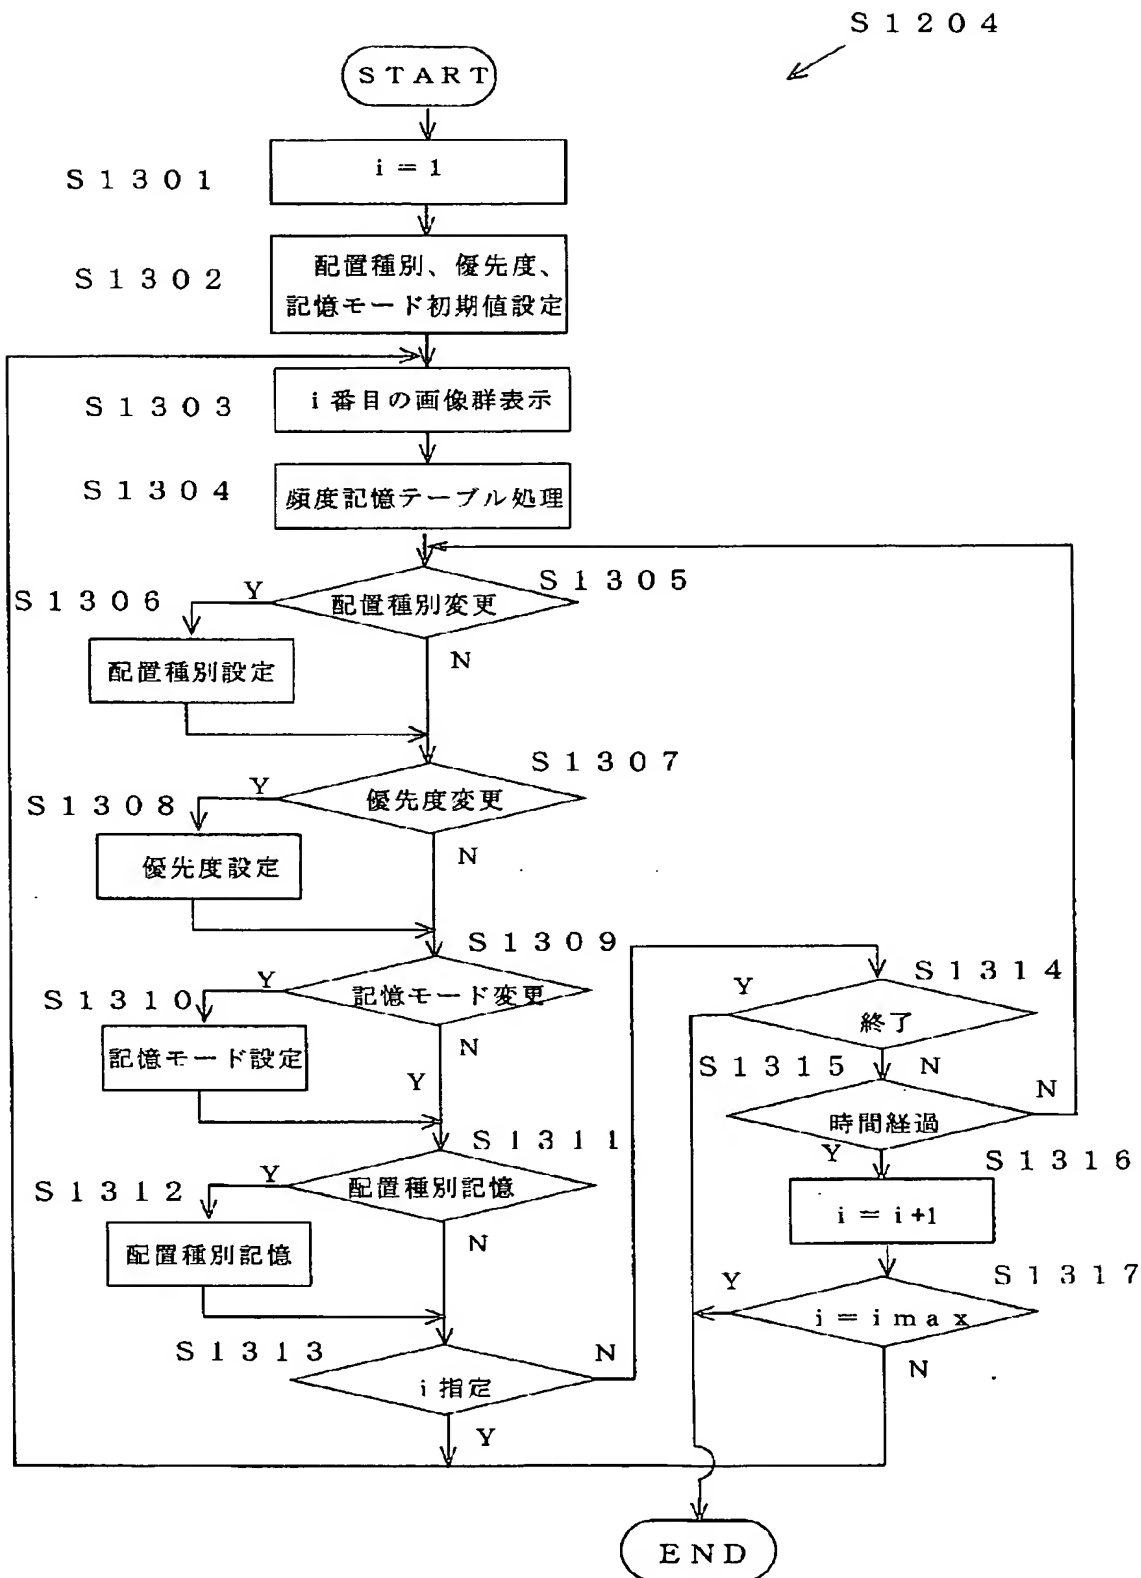 S1204
START
S1301
i = 1
S1302
配置種別、優先度、
記憶モード初期値設定
S1303
i番目の画像群表示
S1304
頻度記憶テーブル処理
S1305
配置種別変更
Y
N
S1306
配置種別設定
S1307
優先度変更
Y
N
S1308
優先度設定
S1309
記憶モード変更
Y
N
Y
S1310
記憶モード設定
S1311
配置種別記憶
Y
N
S1312
配置種別記憶
S1313
i指定
N
Y
S1314
終了
Y
N
S1315
時間経過
N
Y
S1316
i = i+1
S1317
i = imax
Y
N
END